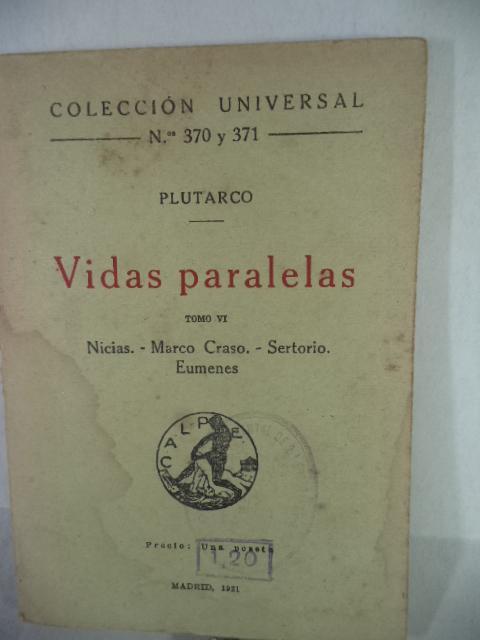 COLECCIÓN UNIVERSAL
N.os 370 y 371
PLUTARCO
Vidas paralelas
TOMO VI
Nicias. - Marco Craso. - Sertorio.
Eumenes
CALPE
Precio: Una peseta
1,20
MADRID, 1921